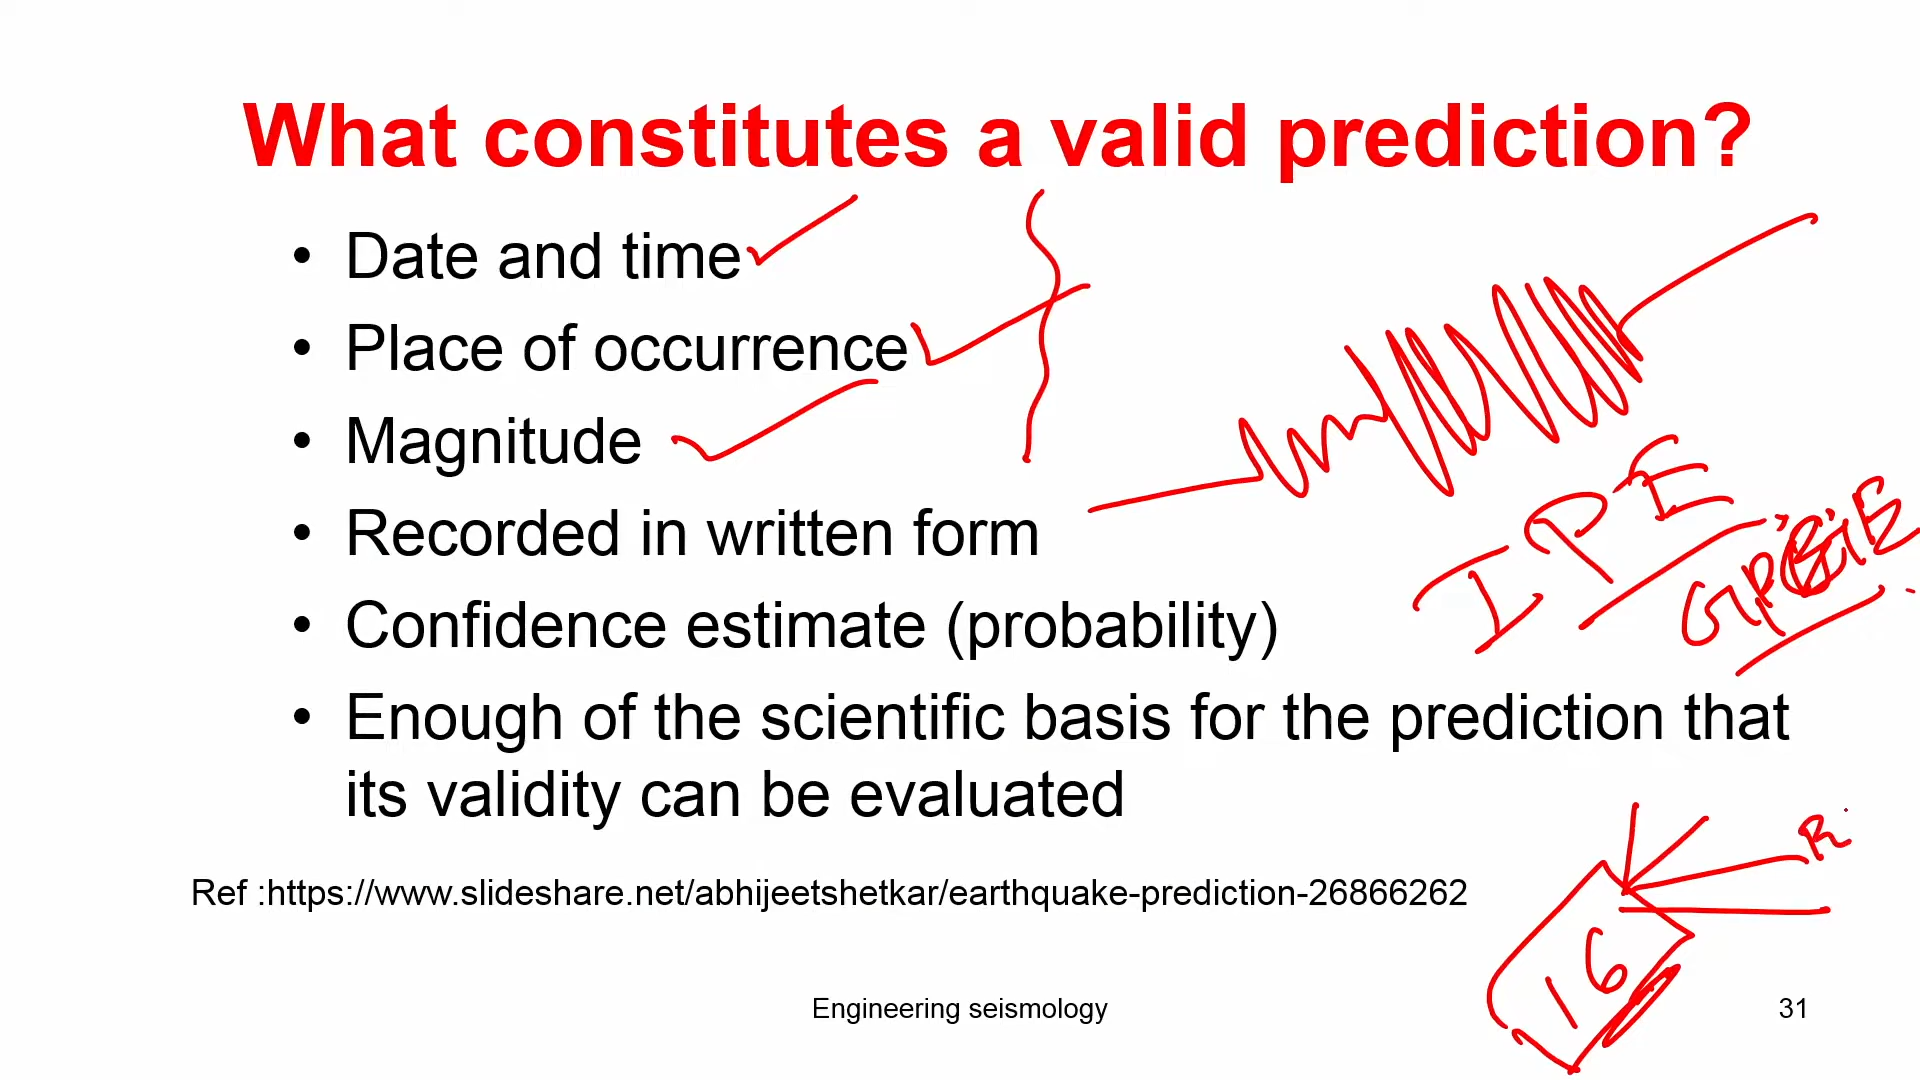 What constitutes a valid prediction?
• Date and time
• Place of occurrence
• Magnitude
• Recorded in written form
• Confidence estimate (probability)
• Enough of the scientific basis for the prediction that
its validity can be evaluated
IPE
R
Ref :https://www.slideshare.net/abhijeetshetkar/earthquake-prediction-26866262
16
Engineering seismology
31